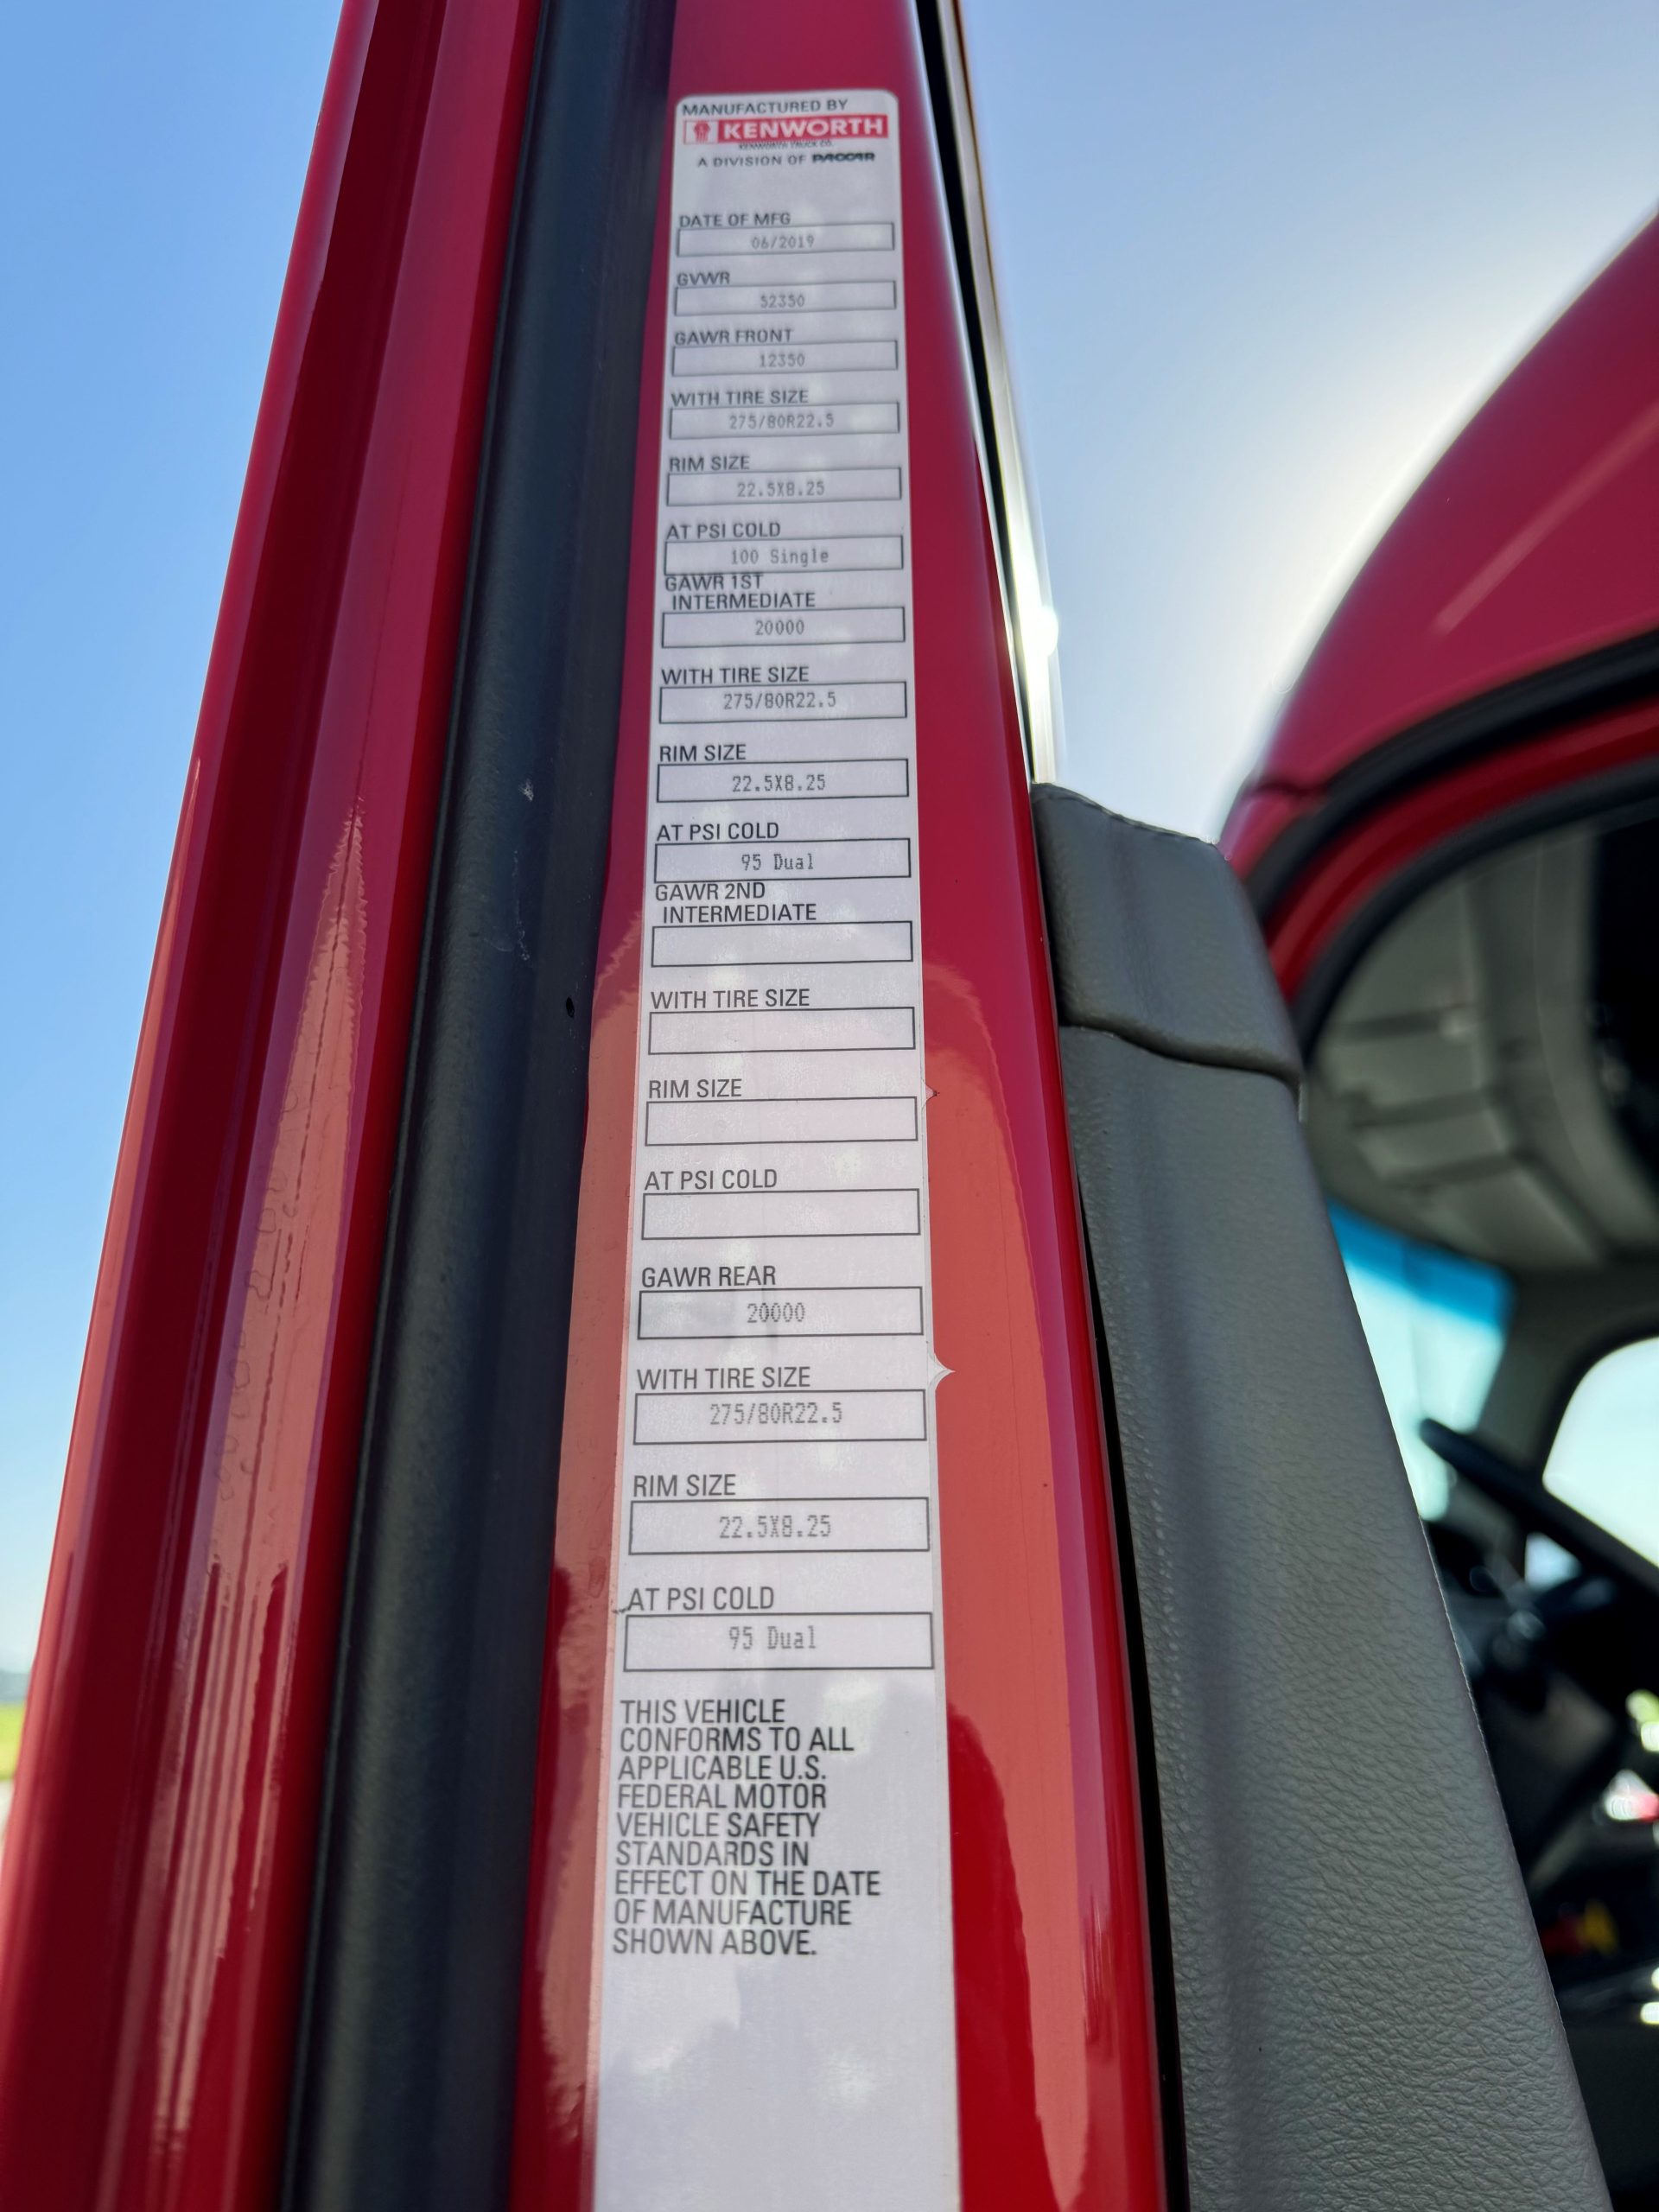 MANUFACTURED BY
KENWORTH
KENWORTH TRUCK CO.
A DIVISION OF PACCAR
DATE OF MFG
06/2019
GVWR
52350
GAWR FRONT
12350
WITH TIRE SIZE
275/80R22.5
RIM SIZE
22.5X8.25
AT PSI COLD
100 Single
GAWR 1ST
INTERMEDIATE
20000
WITH TIRE SIZE
275/80R22.5
RIM SIZE
22.5X8.25
AT PSI COLD
95 Dual
GAWR 2ND
INTERMEDIATE
WITH TIRE SIZE
RIM SIZE
AT PSI COLD
GAWR REAR
20000
WITH TIRE SIZE
275/80R22.5
RIM SIZE
22.5X8.25
AT PSI COLD
95 Dual
THIS VEHICLE
CONFORMS TO ALL
APPLICABLE U.S.
FEDERAL MOTOR
VEHICLE SAFETY
STANDARDS IN
EFFECT ON THE DATE
OF MANUFACTURE
SHOWN ABOVE.